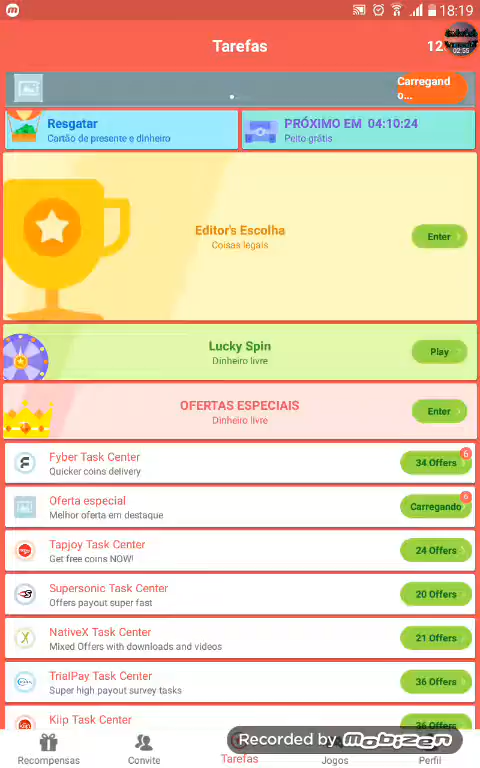 18:19
Tarefas
12
02:55
Carregand
o...
Resgatar
Cartão de presente e dinheiro
PRÓXIMO EM 04:10:24
Peito grátis
Editor's Escolha
Coisas legais
Enter
Lucky Spin
Dinheiro livre
Play
OFERTAS ESPECIAIS
Dinheiro livre
Enter
Fyber Task Center
Quicker coins delivery
34 Offers
6
Oferta especial
Melhor oferta em destaque
Carregando
6
Tapjoy Task Center
Get free coins NOW!
24 Offers
Supersonic Task Center
Offers payout super fast
20 Offers
NativeX Task Center
Mixed Offers with downloads and videos
21 Offers
TrialPay Task Center
Super high payout survey tasks
36 Offers
Kiip Task Center
36 Offers
Recorded by Mobizen
Recompensas
Convite
Tarefas
Jogos
Perfil